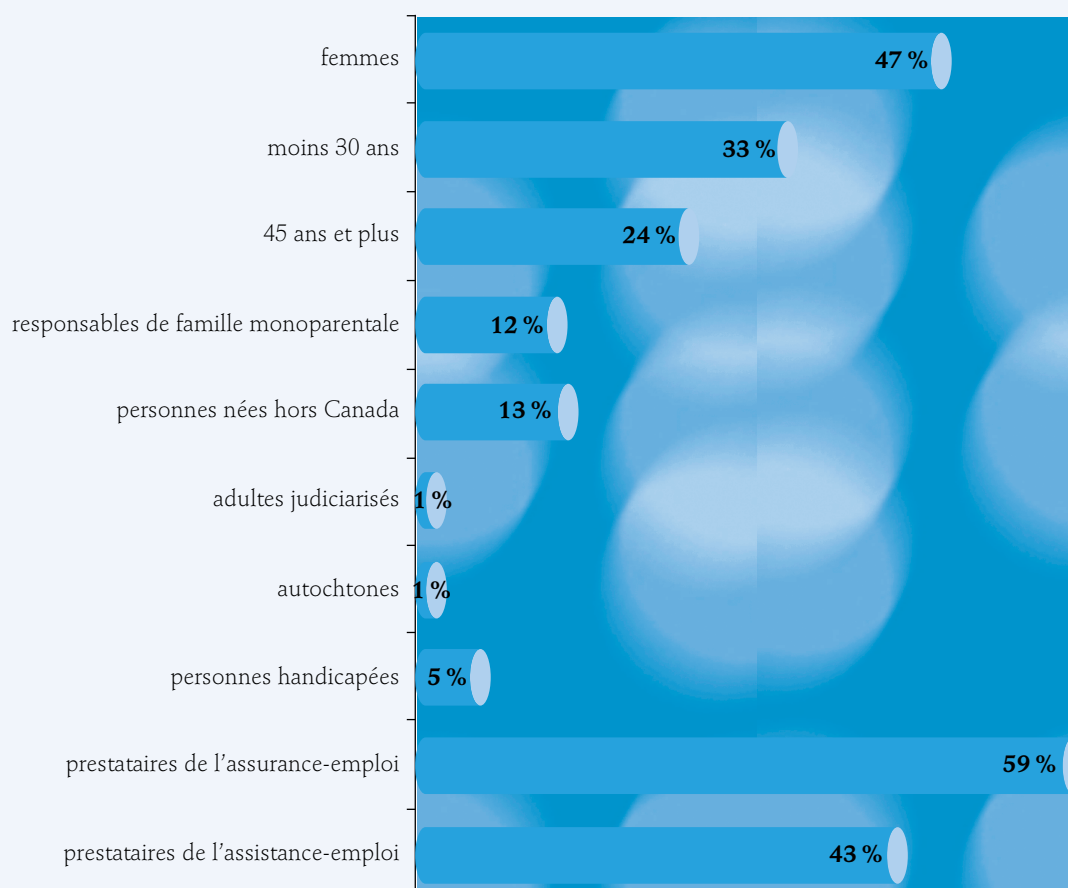 femmes 47 %
moins 30 ans 33 %
45 ans et plus 24 %
responsables de famille monoparentale 12 %
personnes nées hors Canada 13 %
adultes judiciarisés 1 %
autochtones 1 %
personnes handicapées 5 %
prestataires de l’assurance-emploi 59 %
prestataires de l’assistance-emploi 43 %